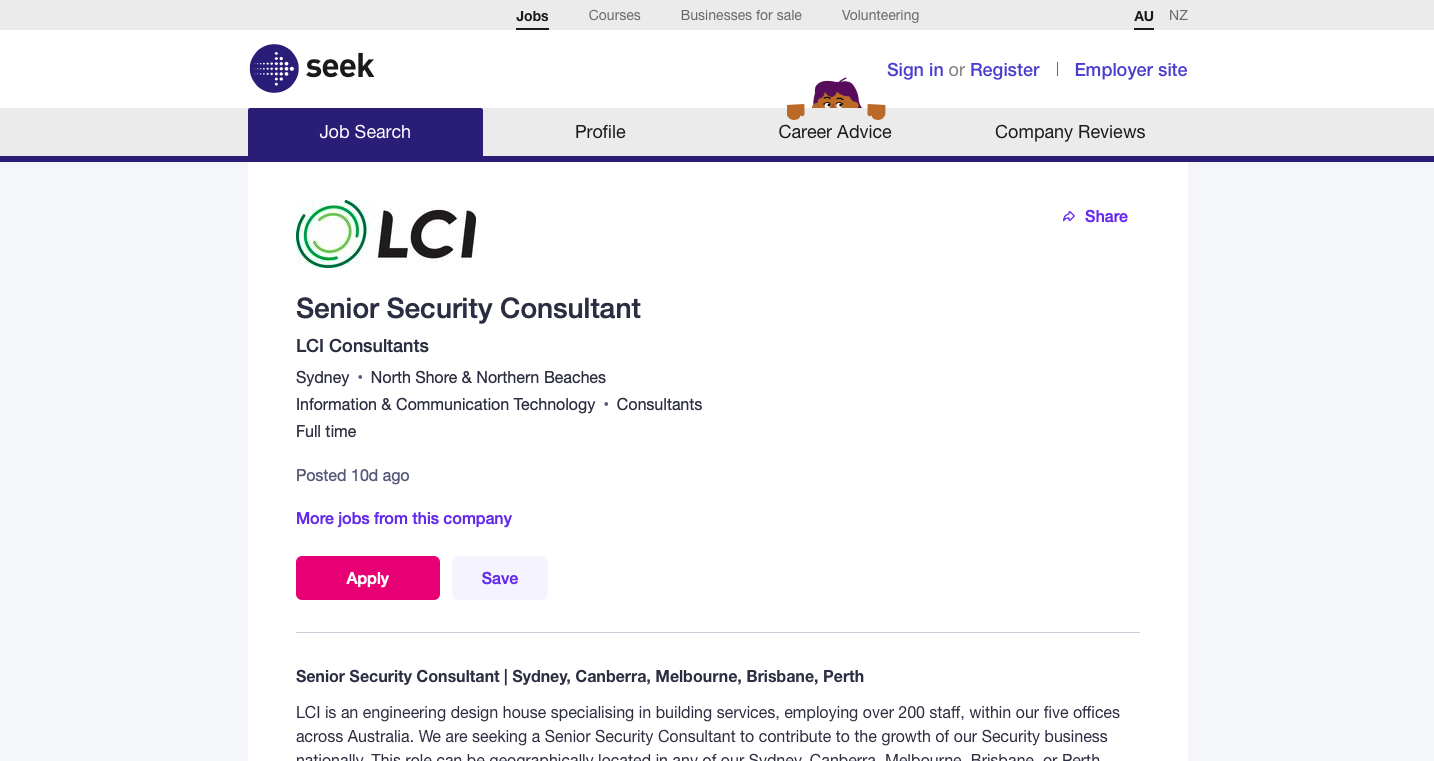 Jobs Courses Businesses for sale Volunteering AU NZ
seek
Sign in or Register Employer site
Job Search Profile Career Advice Company Reviews
LCI
Share
Senior Security Consultant
LCI Consultants
Sydney • North Shore & Northern Beaches
Information & Communication Technology • Consultants
Full time
Posted 10d ago
More jobs from this company
Apply Save
Senior Security Consultant | Sydney, Canberra, Melbourne, Brisbane, Perth
LCI is an engineering design house specialising in building services, employing over 200 staff, within our five offices
across Australia. We are seeking a Senior Security Consultant to contribute to the growth of our Security business
nationally. This role can be geographically located in any of our Sydney, Canberra, Melbourne, Brisbane, or Perth